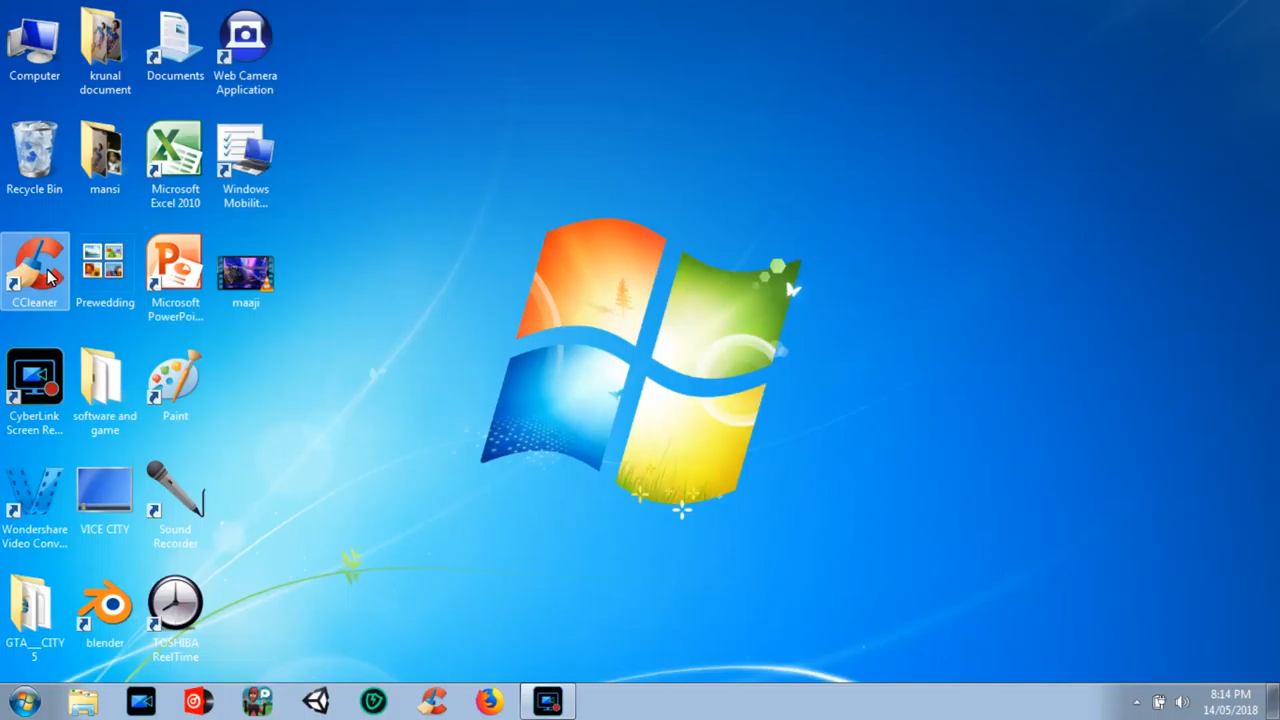 Computer
krunal
document
Documents
Web Camera
Application
Recycle Bin
mansi
Microsoft
Excel 2010
Windows
Mobilit...
CCleaner
Prewedding
Microsoft
PowerPoi...
maaji
CyberLink
Screen Re...
software and
game
Paint
Wondershare
Video Conv...
VICE CITY
Sound
Recorder
GTA___CITY
5
blender
TOSHIBA
ReelTime
8:14 PM
14/05/2018